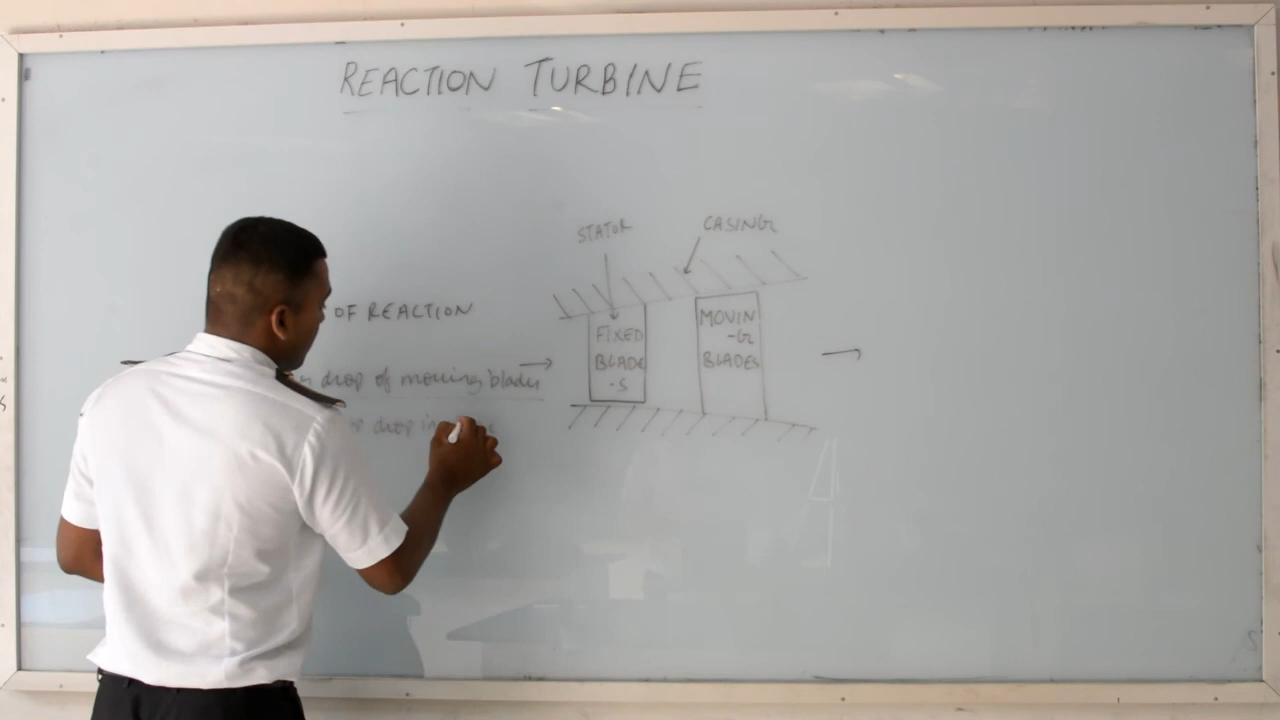 REACTION TURBINE
STATOR
CASING
OF REACTION
FIXED
BLADE
-S
MOVIN
-G
BLADES
drop of moving blades
drop in